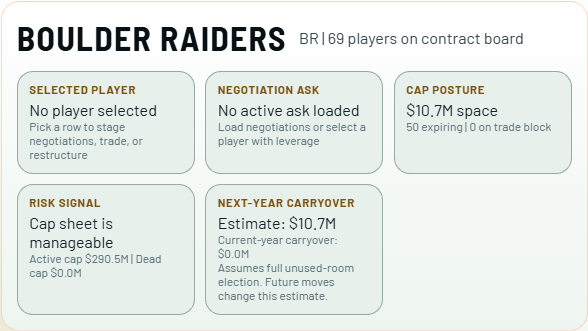 BOULDER RAIDERS BR | 69 players on contract board
SELECTED PLAYER
No player selected
Pick a row to stage
negotiations, trade, or
restructure
NEGOTIATION ASK
No active ask loaded
Load negotiations or select a
player with leverage
CAP POSTURE
$10.7M space
50 expiring | 0 on trade block
RISK SIGNAL
Cap sheet is
manageable
Active cap $290.5M | Dead
cap $0.0M
NEXT-YEAR CARRYOVER
Estimate: $10.7M
Current-year carryover:
$0.0M
Assumes full unused-room
election. Future moves
change this estimate.